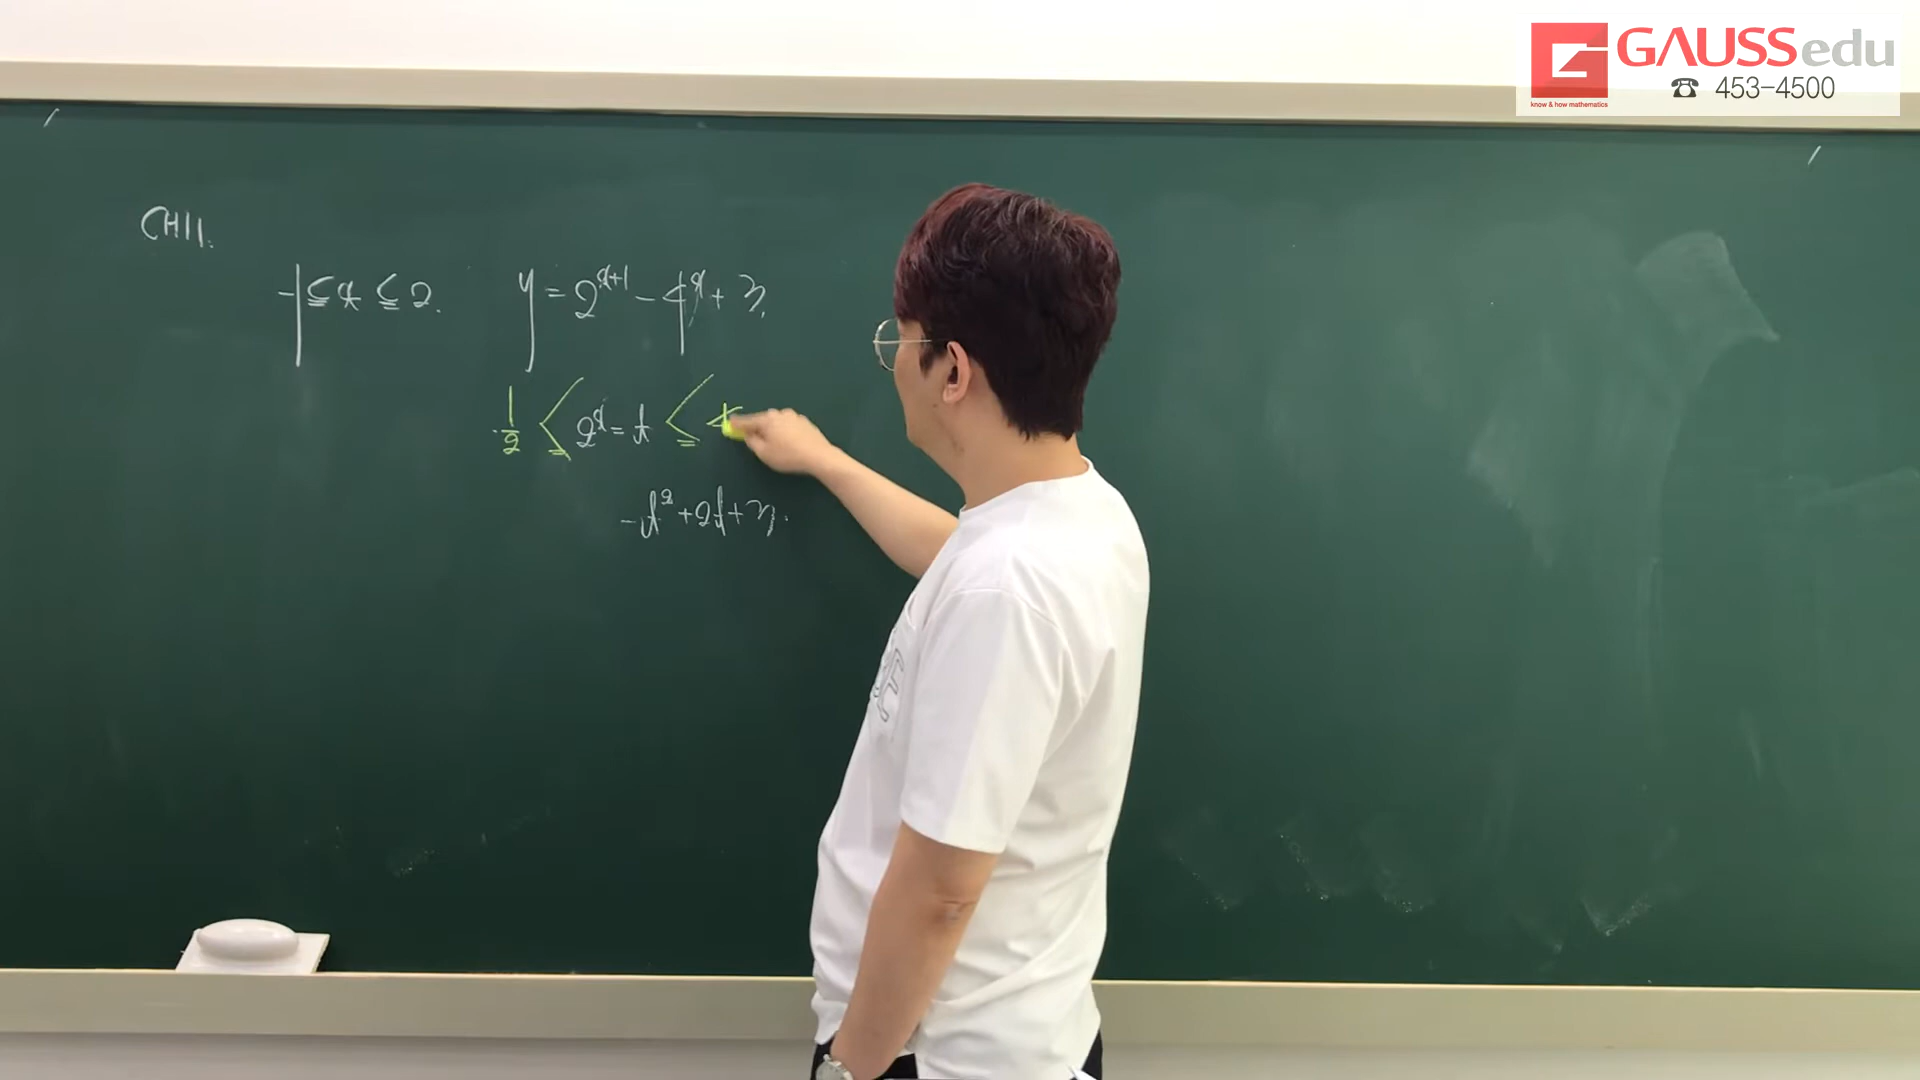 GAUSSedu
know & how mathematics
☎ 453-4500
CH11.
-1 ≦ x ≦ 2. y = 2^{x+1} - 4^x + 3.
1/2 ≦ 2^x = t ≦ 4
-t^2 + 2t + 3.